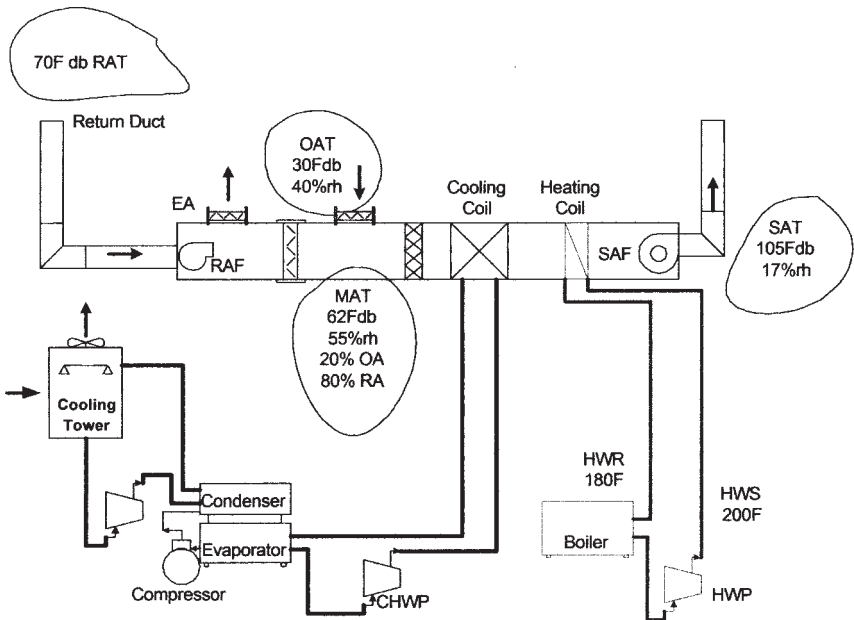 70F db RAT
Return Duct
OAT
30Fdb
40%rh
EA
Cooling
Coil
Heating
Coil
SAT
105Fdb
17%rh
RAF
SAF
MAT
62Fdb
55%rh
20% OA
80% RA
Cooling
Tower
Condenser
Evaporator
Compressor
CHWP
HWR
180F
HWS
200F
Boiler
HWP